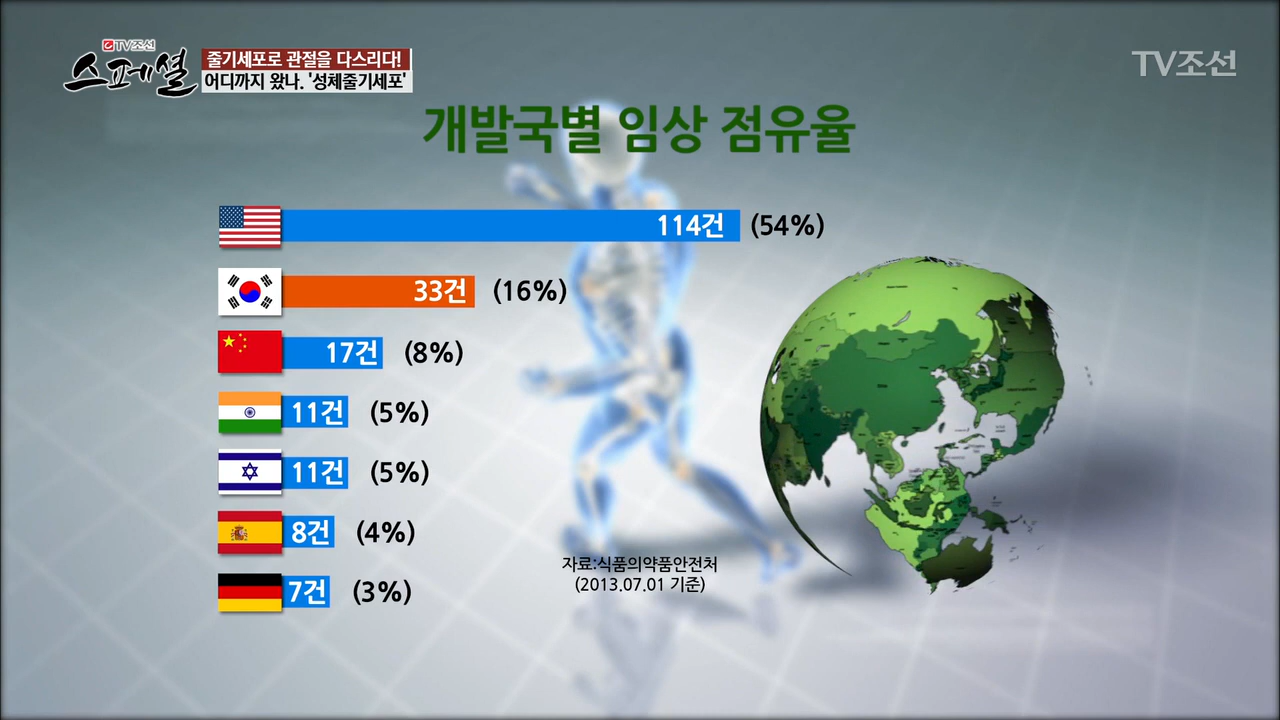 TV조선
스페셜
줄기세포로 관절을 다스리다!
어디까지 왔나. '성체줄기세포'
TV조선
개발국별 임상 점유율
114건 (54%)
33건 (16%)
17건 (8%)
11건 (5%)
11건 (5%)
8건 (4%)
7건 (3%)
자료:식품의약품안전처
(2013.07.01 기준)